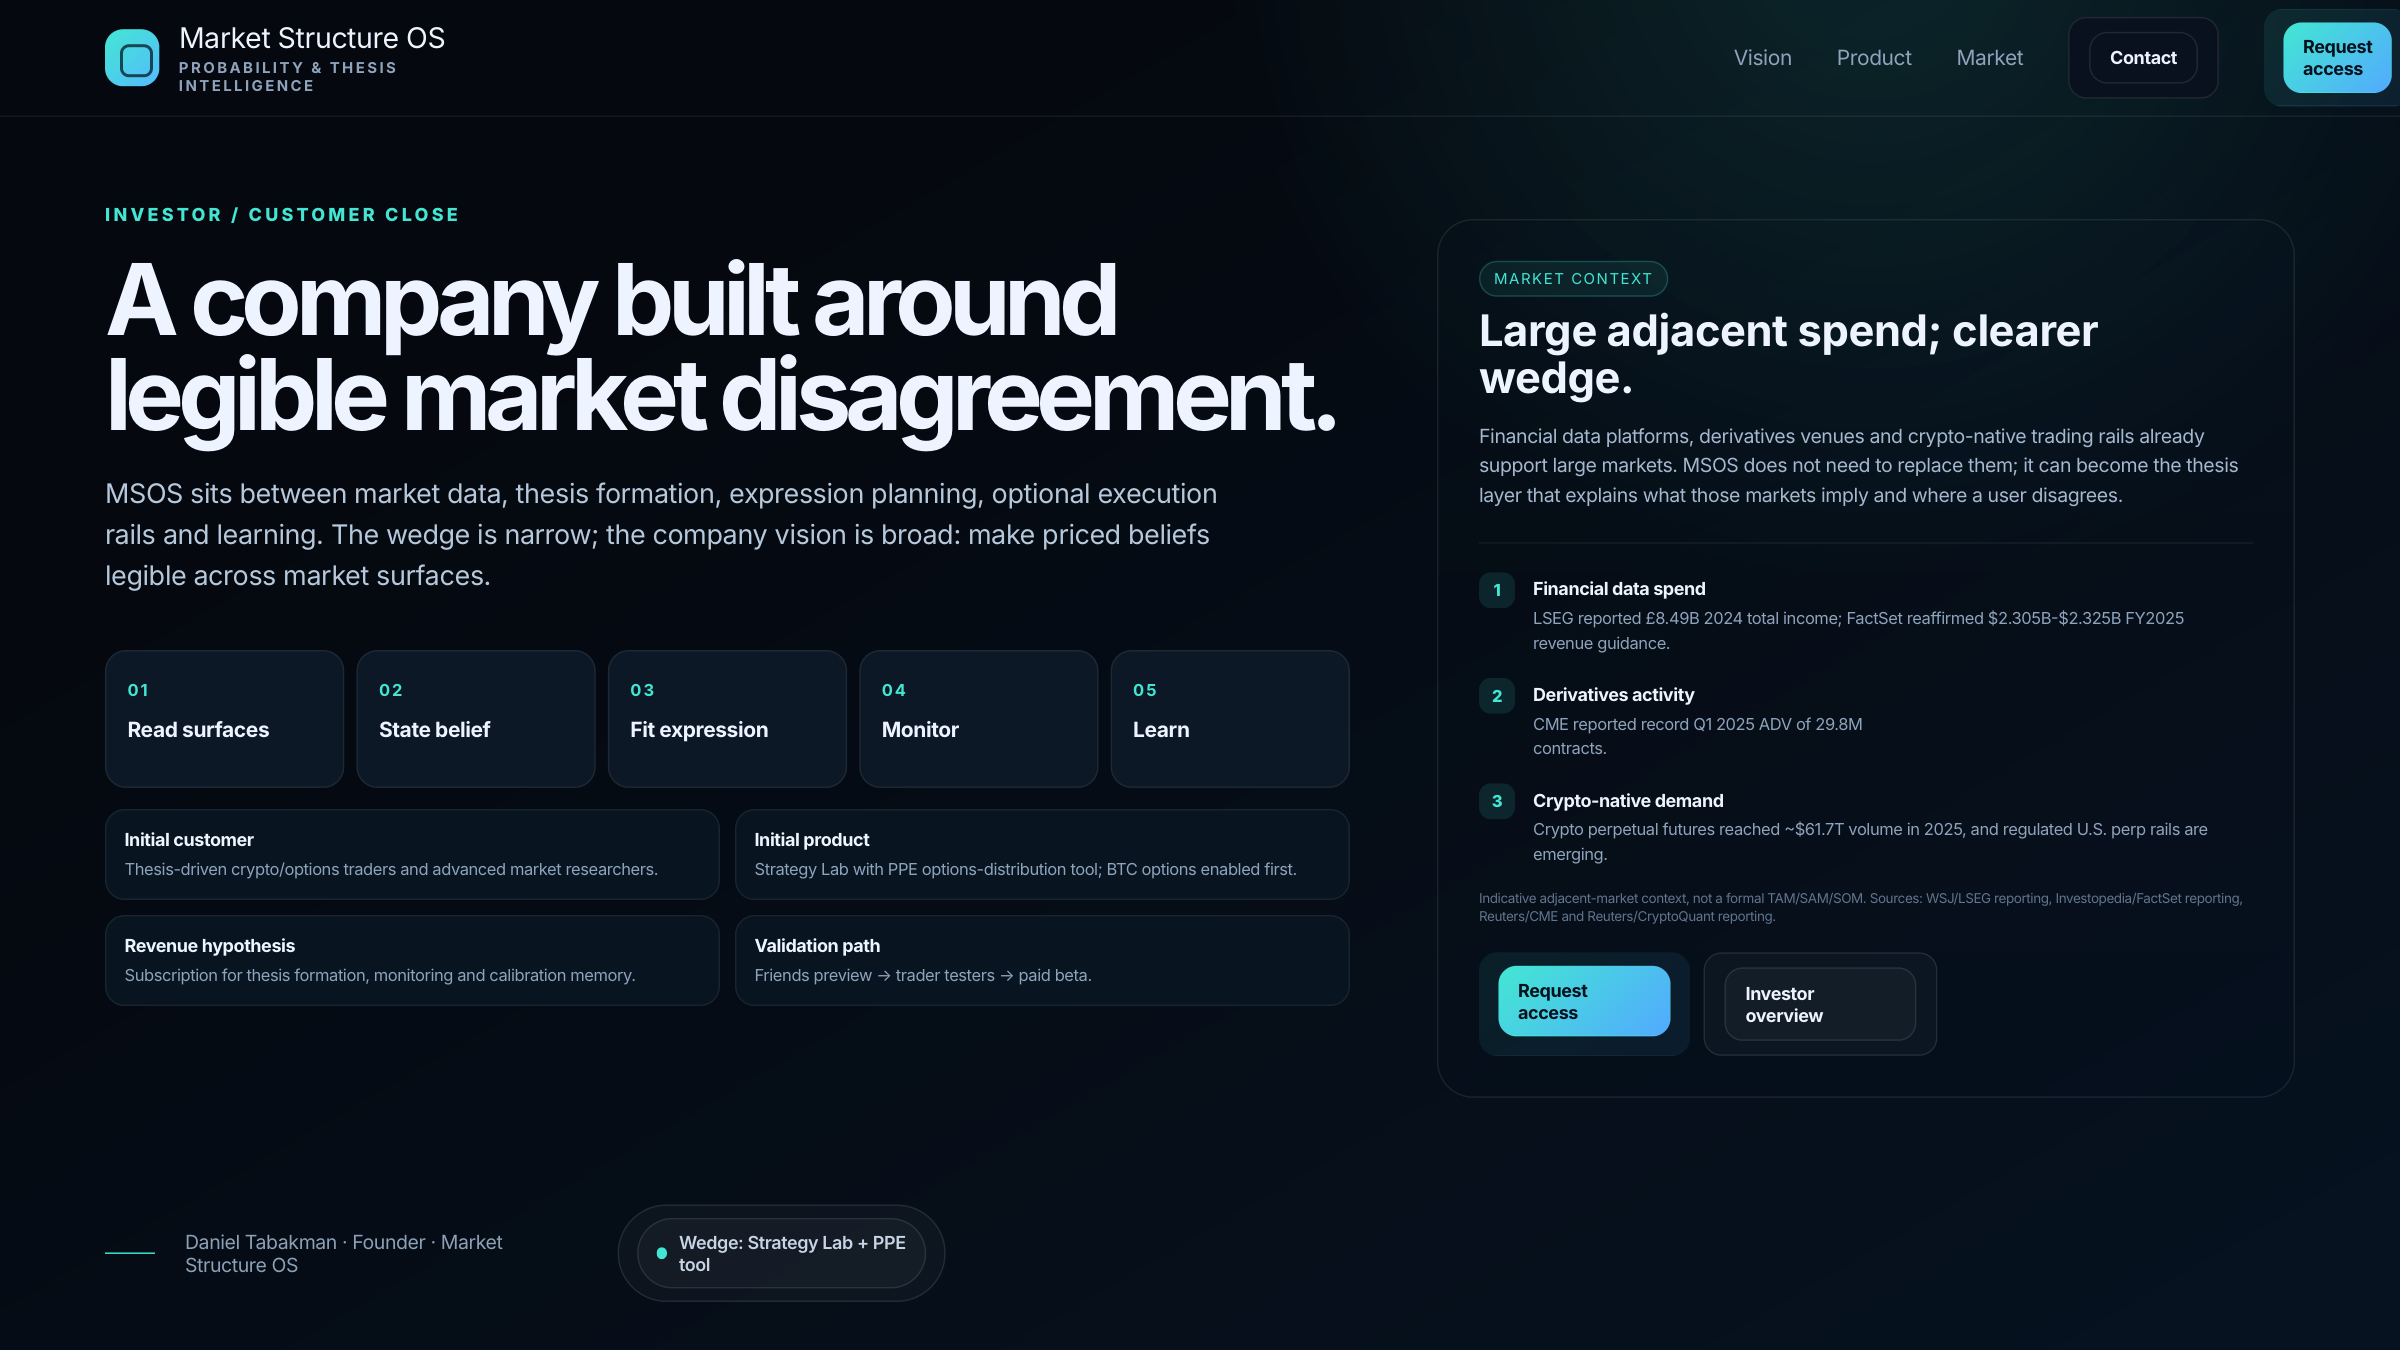 Market Structure OS
PROBABILITY & THESIS
INTELLIGENCE
Vision
Product
Market
Contact
Request
access
INVESTOR / CUSTOMER CLOSE
A company built around
legible market disagreement.
MSOS sits between market data, thesis formation, expression planning, optional execution
rails and learning. The wedge is narrow; the company vision is broad: make priced beliefs
legible across market surfaces.
01
Read surfaces
02
State belief
03
Fit expression
04
Monitor
05
Learn
Initial customer
Thesis-driven crypto/options traders and advanced market researchers.
Initial product
Strategy Lab with PPE options-distribution tool; BTC options enabled first.
Revenue hypothesis
Subscription for thesis formation, monitoring and calibration memory.
Validation path
Friends preview → trader testers → paid beta.
MARKET CONTEXT
Large adjacent spend; clearer
wedge.
Financial data platforms, derivatives venues and crypto-native trading rails already
support large markets. MSOS does not need to replace them; it can become the thesis
layer that explains what those markets imply and where a user disagrees.
1
Financial data spend
LSEG reported £8.49B 2024 total income; FactSet reaffirmed $2.305B-$2.325B FY2025
revenue guidance.
2
Derivatives activity
CME reported record Q1 2025 ADV of 29.8M
contracts.
3
Crypto-native demand
Crypto perpetual futures reached ~$61.7T volume in 2025, and regulated U.S. perp rails are
emerging.
Indicative adjacent-market context, not a formal TAM/SAM/SOM. Sources: WSJ/LSEG reporting, Investopedia/FactSet reporting,
Reuters/CME and Reuters/CryptoQuant reporting.
Request
access
Investor
overview
Daniel Tabakman · Founder · Market
Structure OS
Wedge: Strategy Lab + PPE
tool